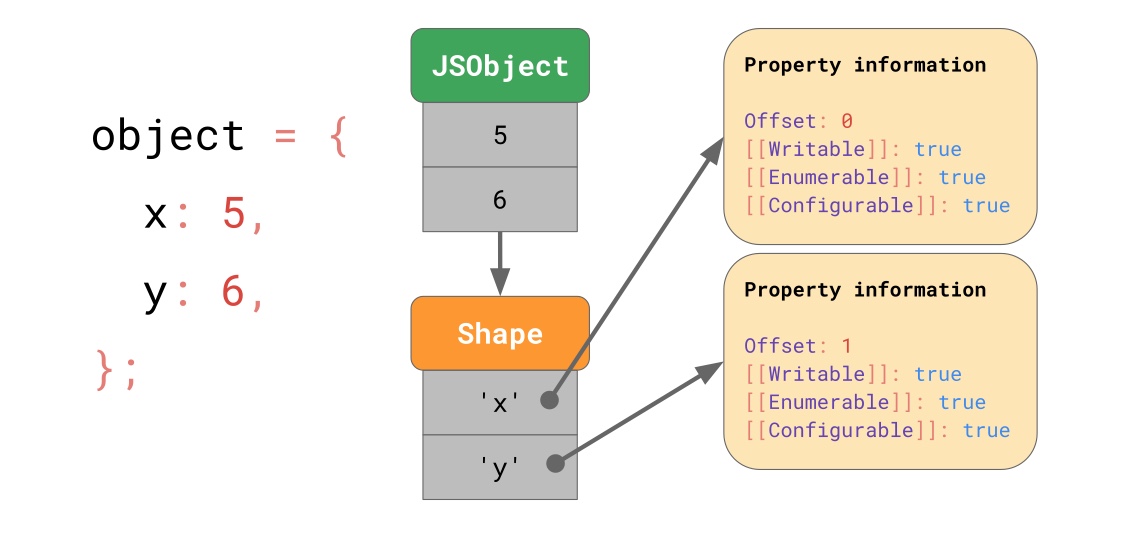 object = {
x: 5,
y: 6,
};
JSObject
5
6
Shape
'x'
'y'
Property information
Offset: 0
[[Writable]]: true
[[Enumerable]]: true
[[Configurable]]: true
Property information
Offset: 1
[[Writable]]: true
[[Enumerable]]: true
[[Configurable]]: true